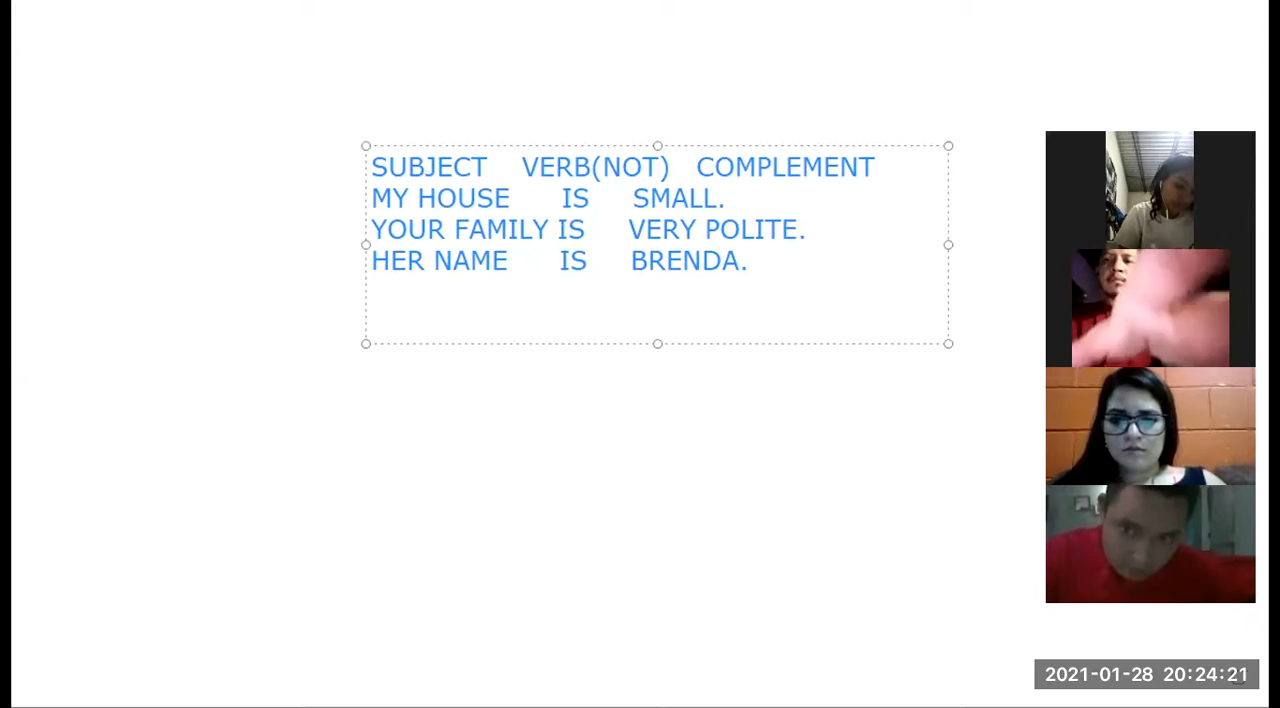 SUBJECT VERB(NOT) COMPLEMENT
MY HOUSE IS SMALL.
YOUR FAMILY IS VERY POLITE.
HER NAME IS BRENDA.
2021-01-28 20:24:21